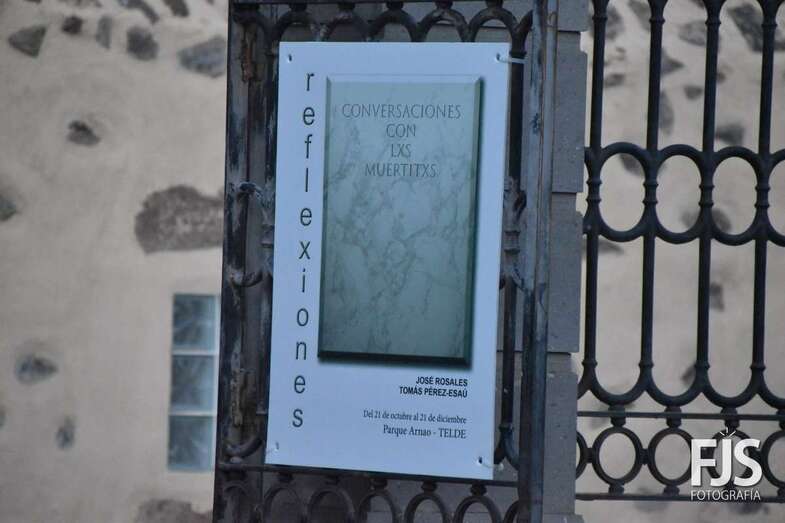 reflexiones
CONVERSACIONES
CON
LXS
MUERTITXS
JOSÉ ROSALES
TOMÁS PÉREZ-ESAÚ
Del 21 de octubre al 21 de diciembre
Parque Arnao - TELDE
FJS
FOTOGRAFÍA